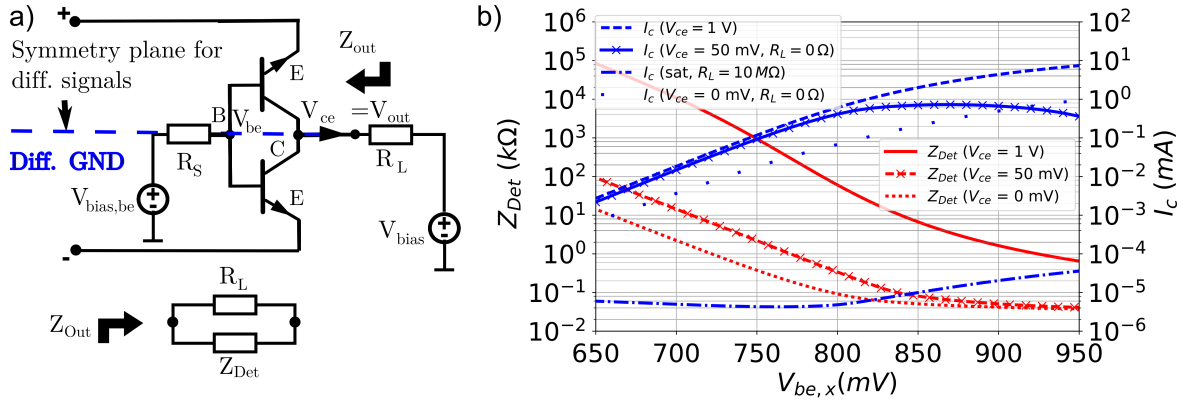 a)
+
Symmetry plane for
diff. signals
Diff. GND
B
V_be
E
C
E
R_S
V_bias,be
-
Z_out
V_ce
=V_out
R_L
V_bias
Z_Out
R_L
Z_Det
b)
I_c (V_ce = 1 V)
I_c (V_ce = 50 mV, R_L = 0 Ω)
I_c (sat, R_L = 10 MΩ)
I_c (V_ce = 0 mV, R_L = 0 Ω)
Z_Det (V_ce = 1 V)
Z_Det (V_ce = 50 mV)
Z_Det (V_ce = 0 mV)
Z_Det (kΩ)
10^6
10^5
10^4
10^3
10^2
10^1
10^0
10^-1
10^-2
I_c (mA)
10^2
10^1
10^0
10^-1
10^-2
10^-3
10^-4
10^-5
10^-6
650 700 750 800 850 900 950
V_be,x(mV)